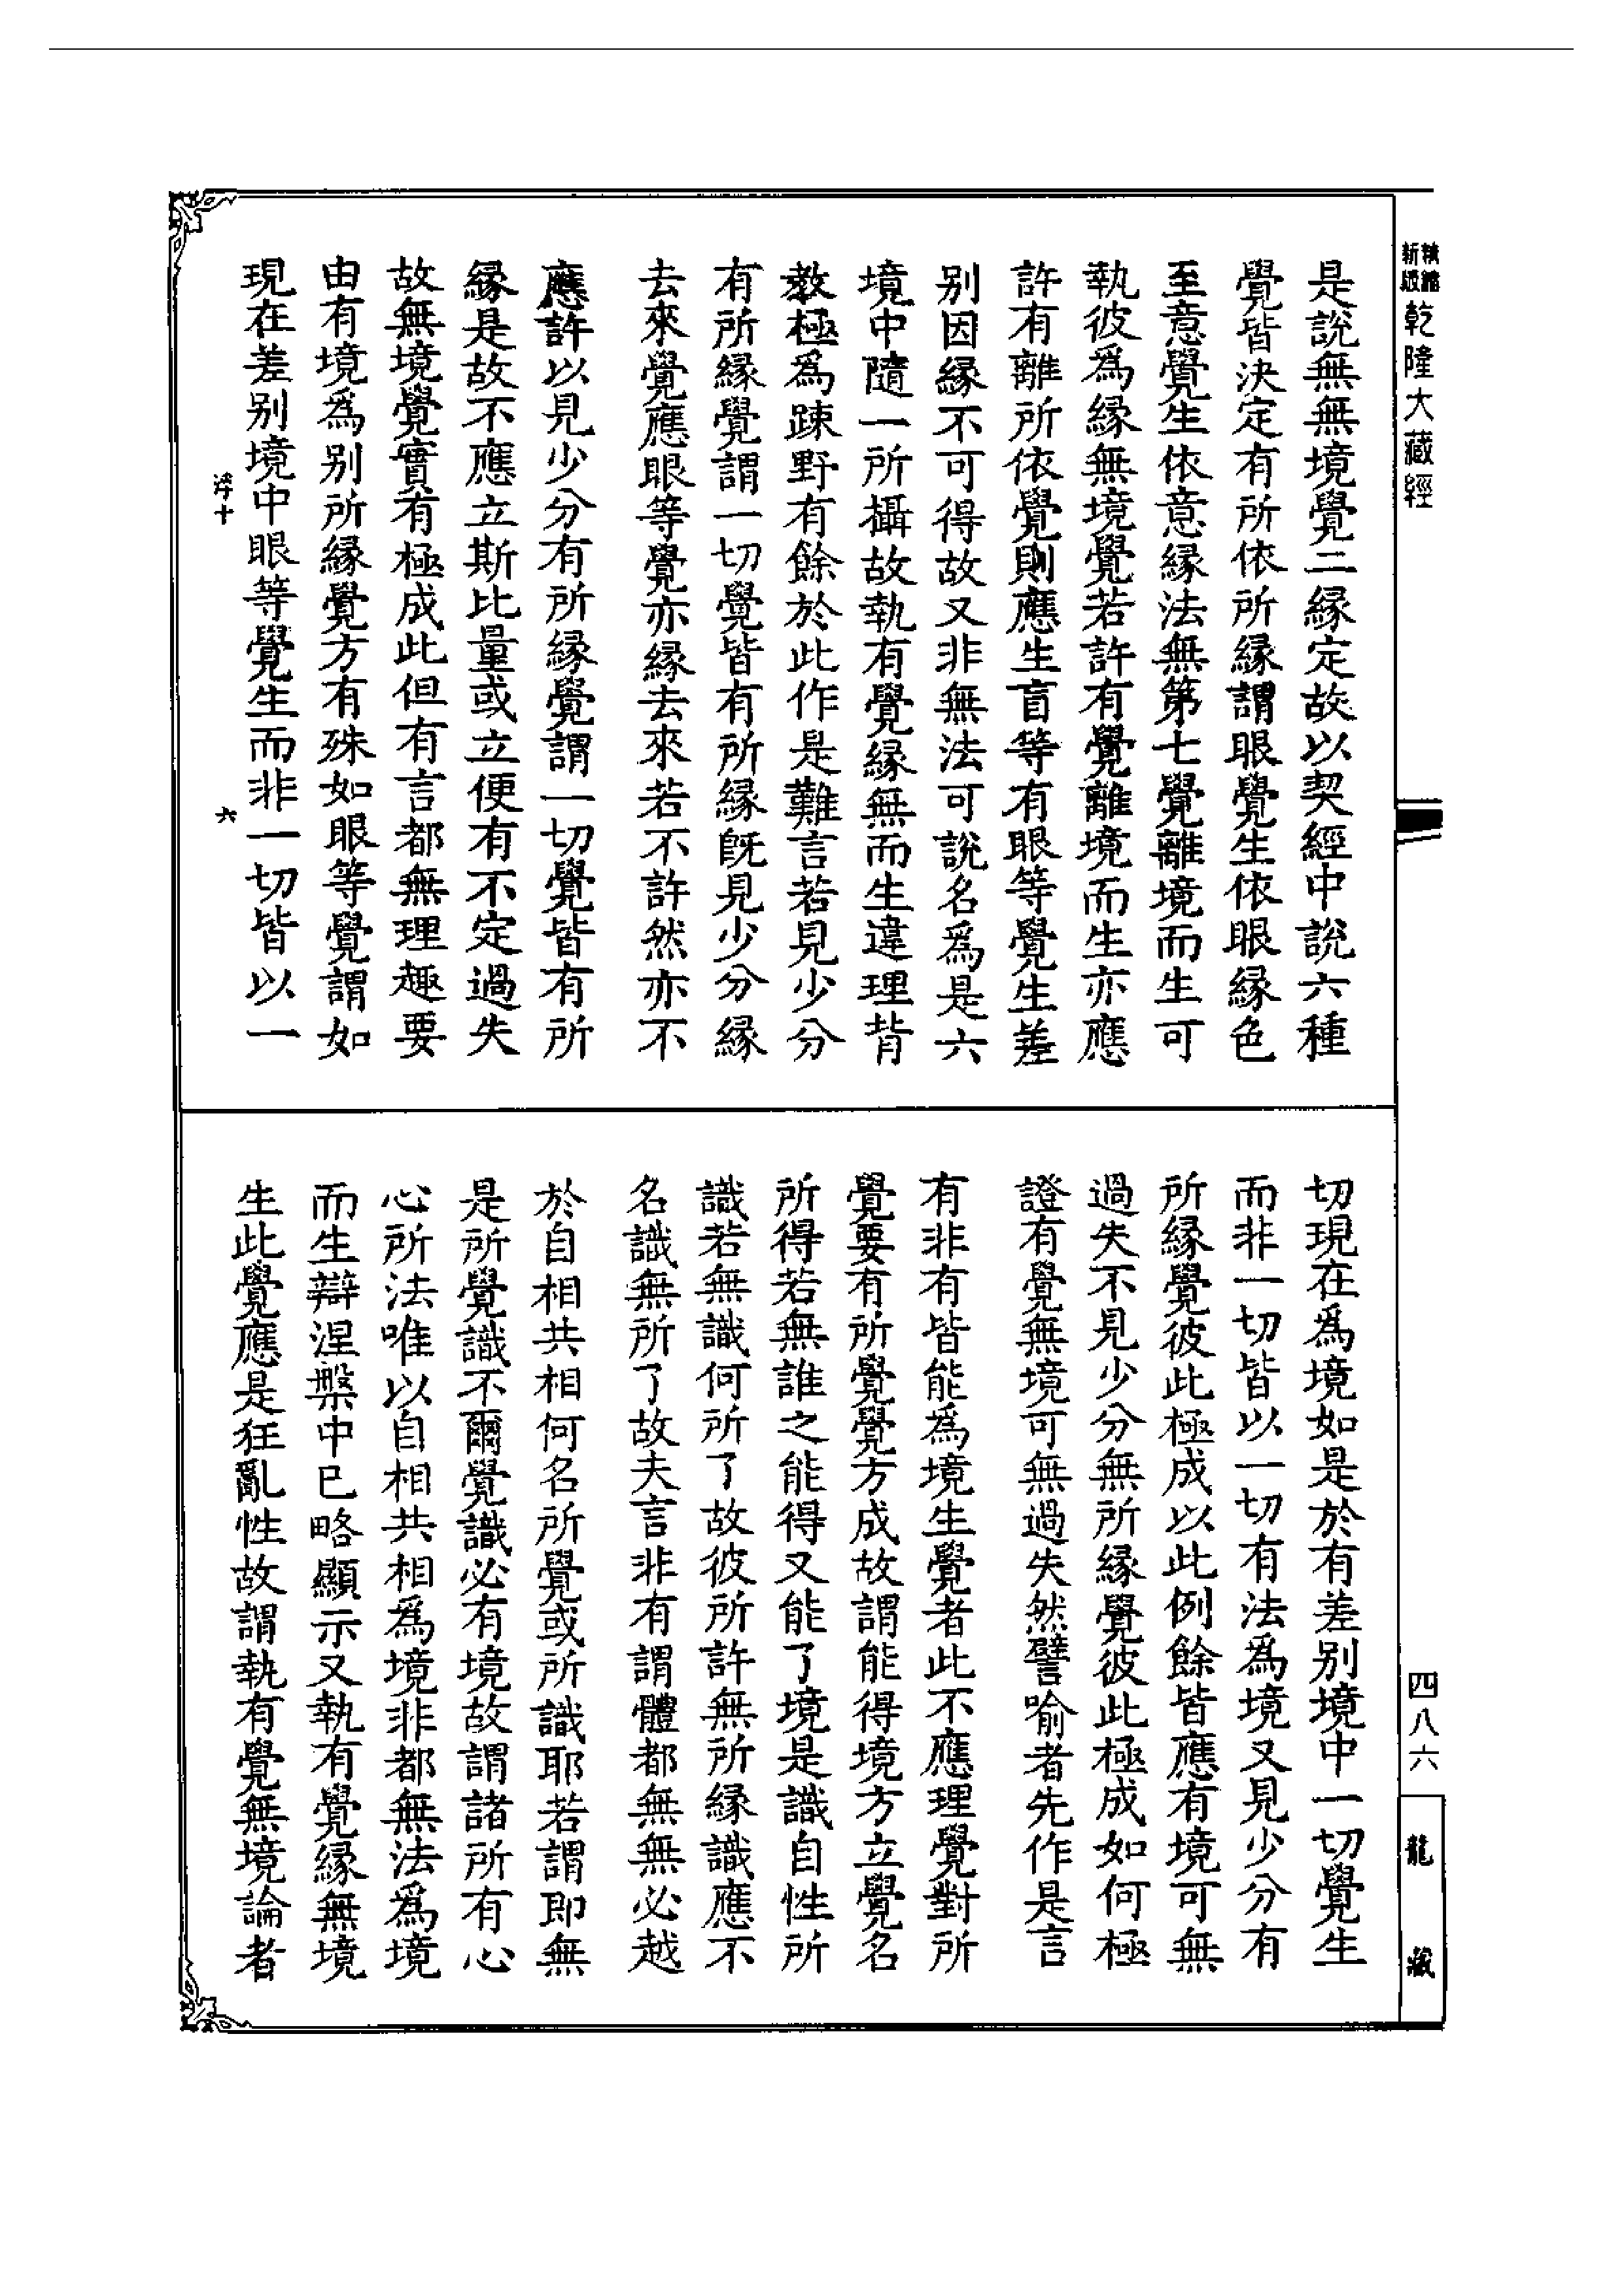 精縮
新版
乾隆大藏經
是說無無境覺二緣定故以契經中說六種
覺皆決定有所依所緣謂眼覺生依眼緣色
至意覺生依意緣法無第七覺離境而生可
執彼爲緣無境覺若許有覺離境而生亦應
許有離所依覺則應生盲等有眼等覺生差
别因緣不可得故又非無法可說名爲是六
境中隨一所攝故執有覺緣無而生違理背
教極爲踈野有餘於此作是難言若見少分
有所緣覺謂一切覺皆有所緣旣見少分緣
去來覺應眼等覺亦緣去來若不許然亦不
應許以見少分有所緣覺謂一切覺皆有所
緣是故不應立斯比量或立便有不定過失
故無境覺實有極成此但有言都無理趣要
由有境爲别所緣覺方有殊如眼等覺謂如
現在差别境中眼等覺生而非一切皆以一
六
切現在爲境如是於有差别境中一切覺生
而非一切皆以一切有法爲境又見少分有
所緣覺彼此極成以此例餘皆應有境可無
過失不見少分無所緣覺彼此極成如何極
證有覺無境可無過失然譬喻者先作是言
有非有皆能爲境生覺者此不應理覺對所
覺要有所覺覺方成故謂能得境方立覺名
所得若無誰之能得又能了境是識自性所
識若無識何所了故彼所許無所緣識應不
名識無所了故夫言非有謂體都無無必越
於自相共相何名所覺或所識耶若謂即無
是所覺識不爾覺識必有境故謂諸所有心
心所法唯以自相共相爲境非都無法爲境
而生辯涅槃中已略顯示又執有覺緣無境
生此覺應是狂亂性故謂執有覺無境論者
四八六
龍藏